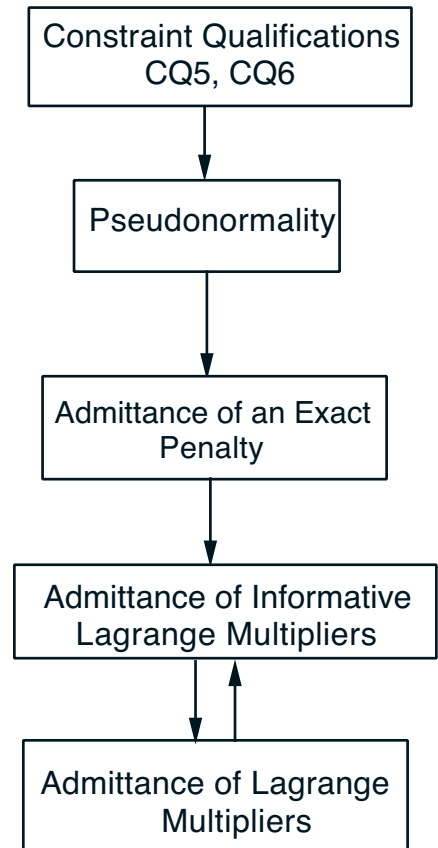 Constraint Qualifications
CQ5, CQ6
Pseudonormality
Admittance of an Exact
Penalty
Admittance of Informative
Lagrange Multipliers
Admittance of Lagrange
Multipliers